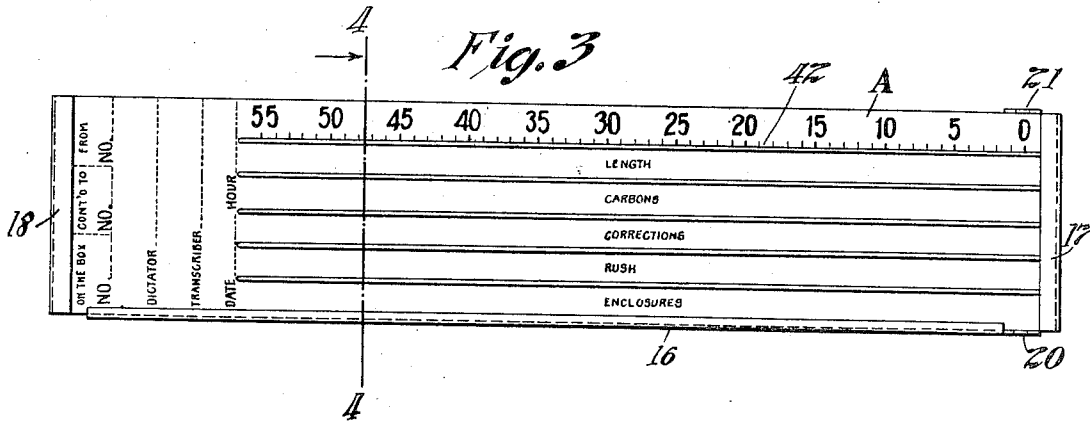 4
Fig. 3
42
A
21
55 50 45 40 35 30 25 20 15 10 5 0
LENGTH
CARBONS
CORRECTIONS
RUSH
ENCLOSURES
ON THE BOX CONT'D TO FROM
NO. NO. NO.
DICTATOR
TRANSCRIBER
DATE HOUR
18
17
16
20
4